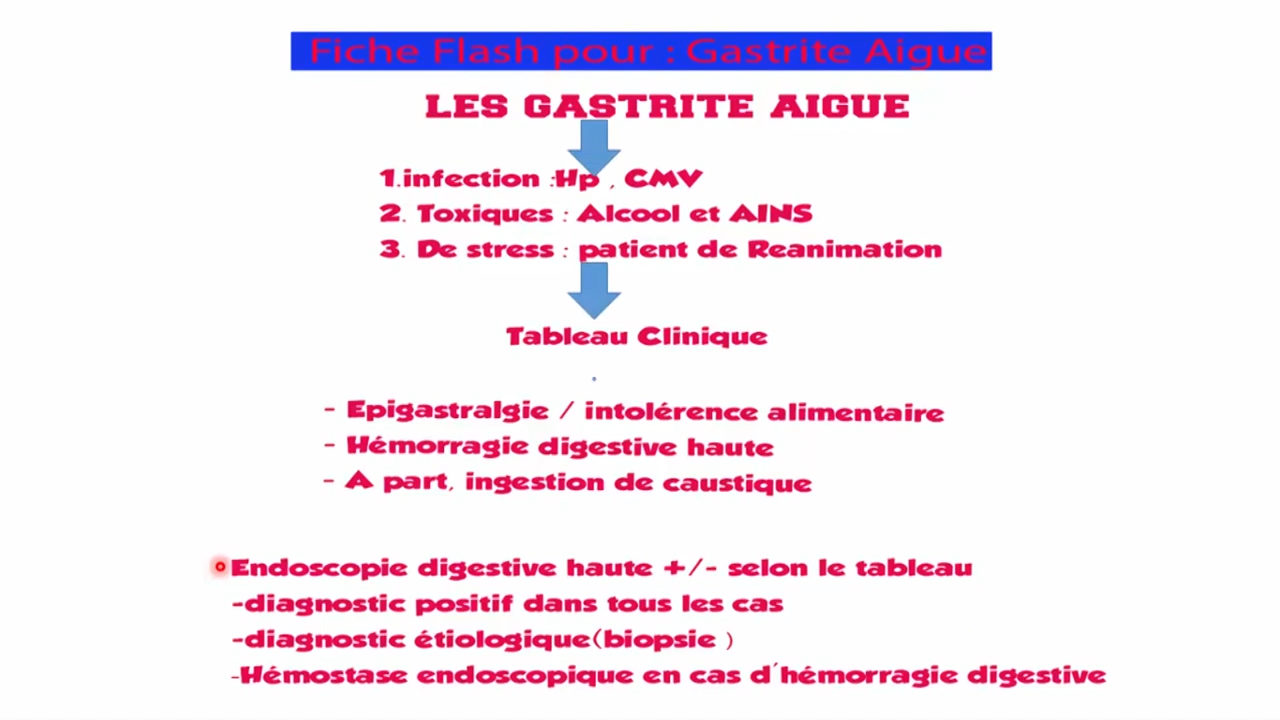 Fiche Flash pour : Gastrite Aigue
LES GASTRITE AIGUE
1.infection :Hp , CMV
2. Toxiques : Alcool et AINS
3. De stress : patient de Reanimation
Tableau Clinique
- Epigastralgie / intolérence alimentaire
- Hémorragie digestive haute
- A part, ingestion de caustique
Endoscopie digestive haute +/- selon le tableau
-diagnostic positif dans tous les cas
-diagnostic étiologique(biopsie )
-Hémostase endoscopique en cas d'hémorragie digestive